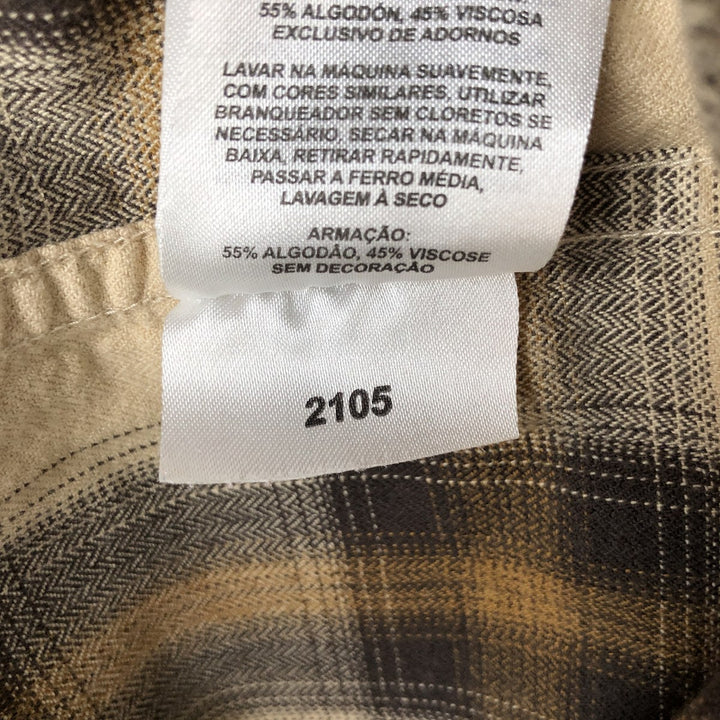 55% ALGODÓN, 45% VISCOSA
EXCLUSIVO DE ADORNOS
LAVAR NA MÁQUINA SUAVEMENTE,
COM CORES SIMILARES, UTILIZAR
BRANQUEADOR SEM CLORETOS SE
NECESSÁRIO, SECAR NA MÁQUINA
BAIXA, RETIRAR RAPIDAMENTE,
PASSAR A FERRO MÉDIA,
LAVAGEM À SECO
ARMAÇÃO:
55% ALGODÃO, 45% VISCOSE
SEM DECORAÇÃO
2105